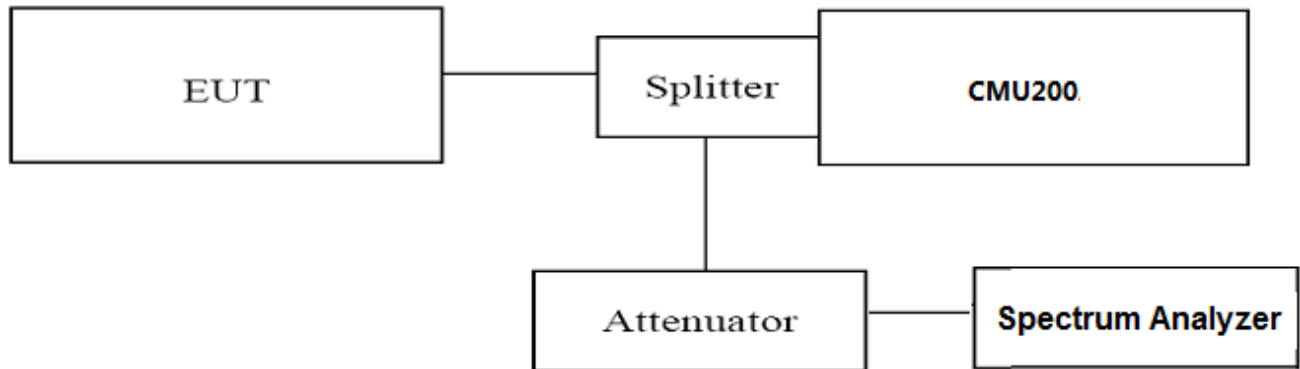 EUT
Splitter
CMU200.
Attenuator
Spectrum Analyzer